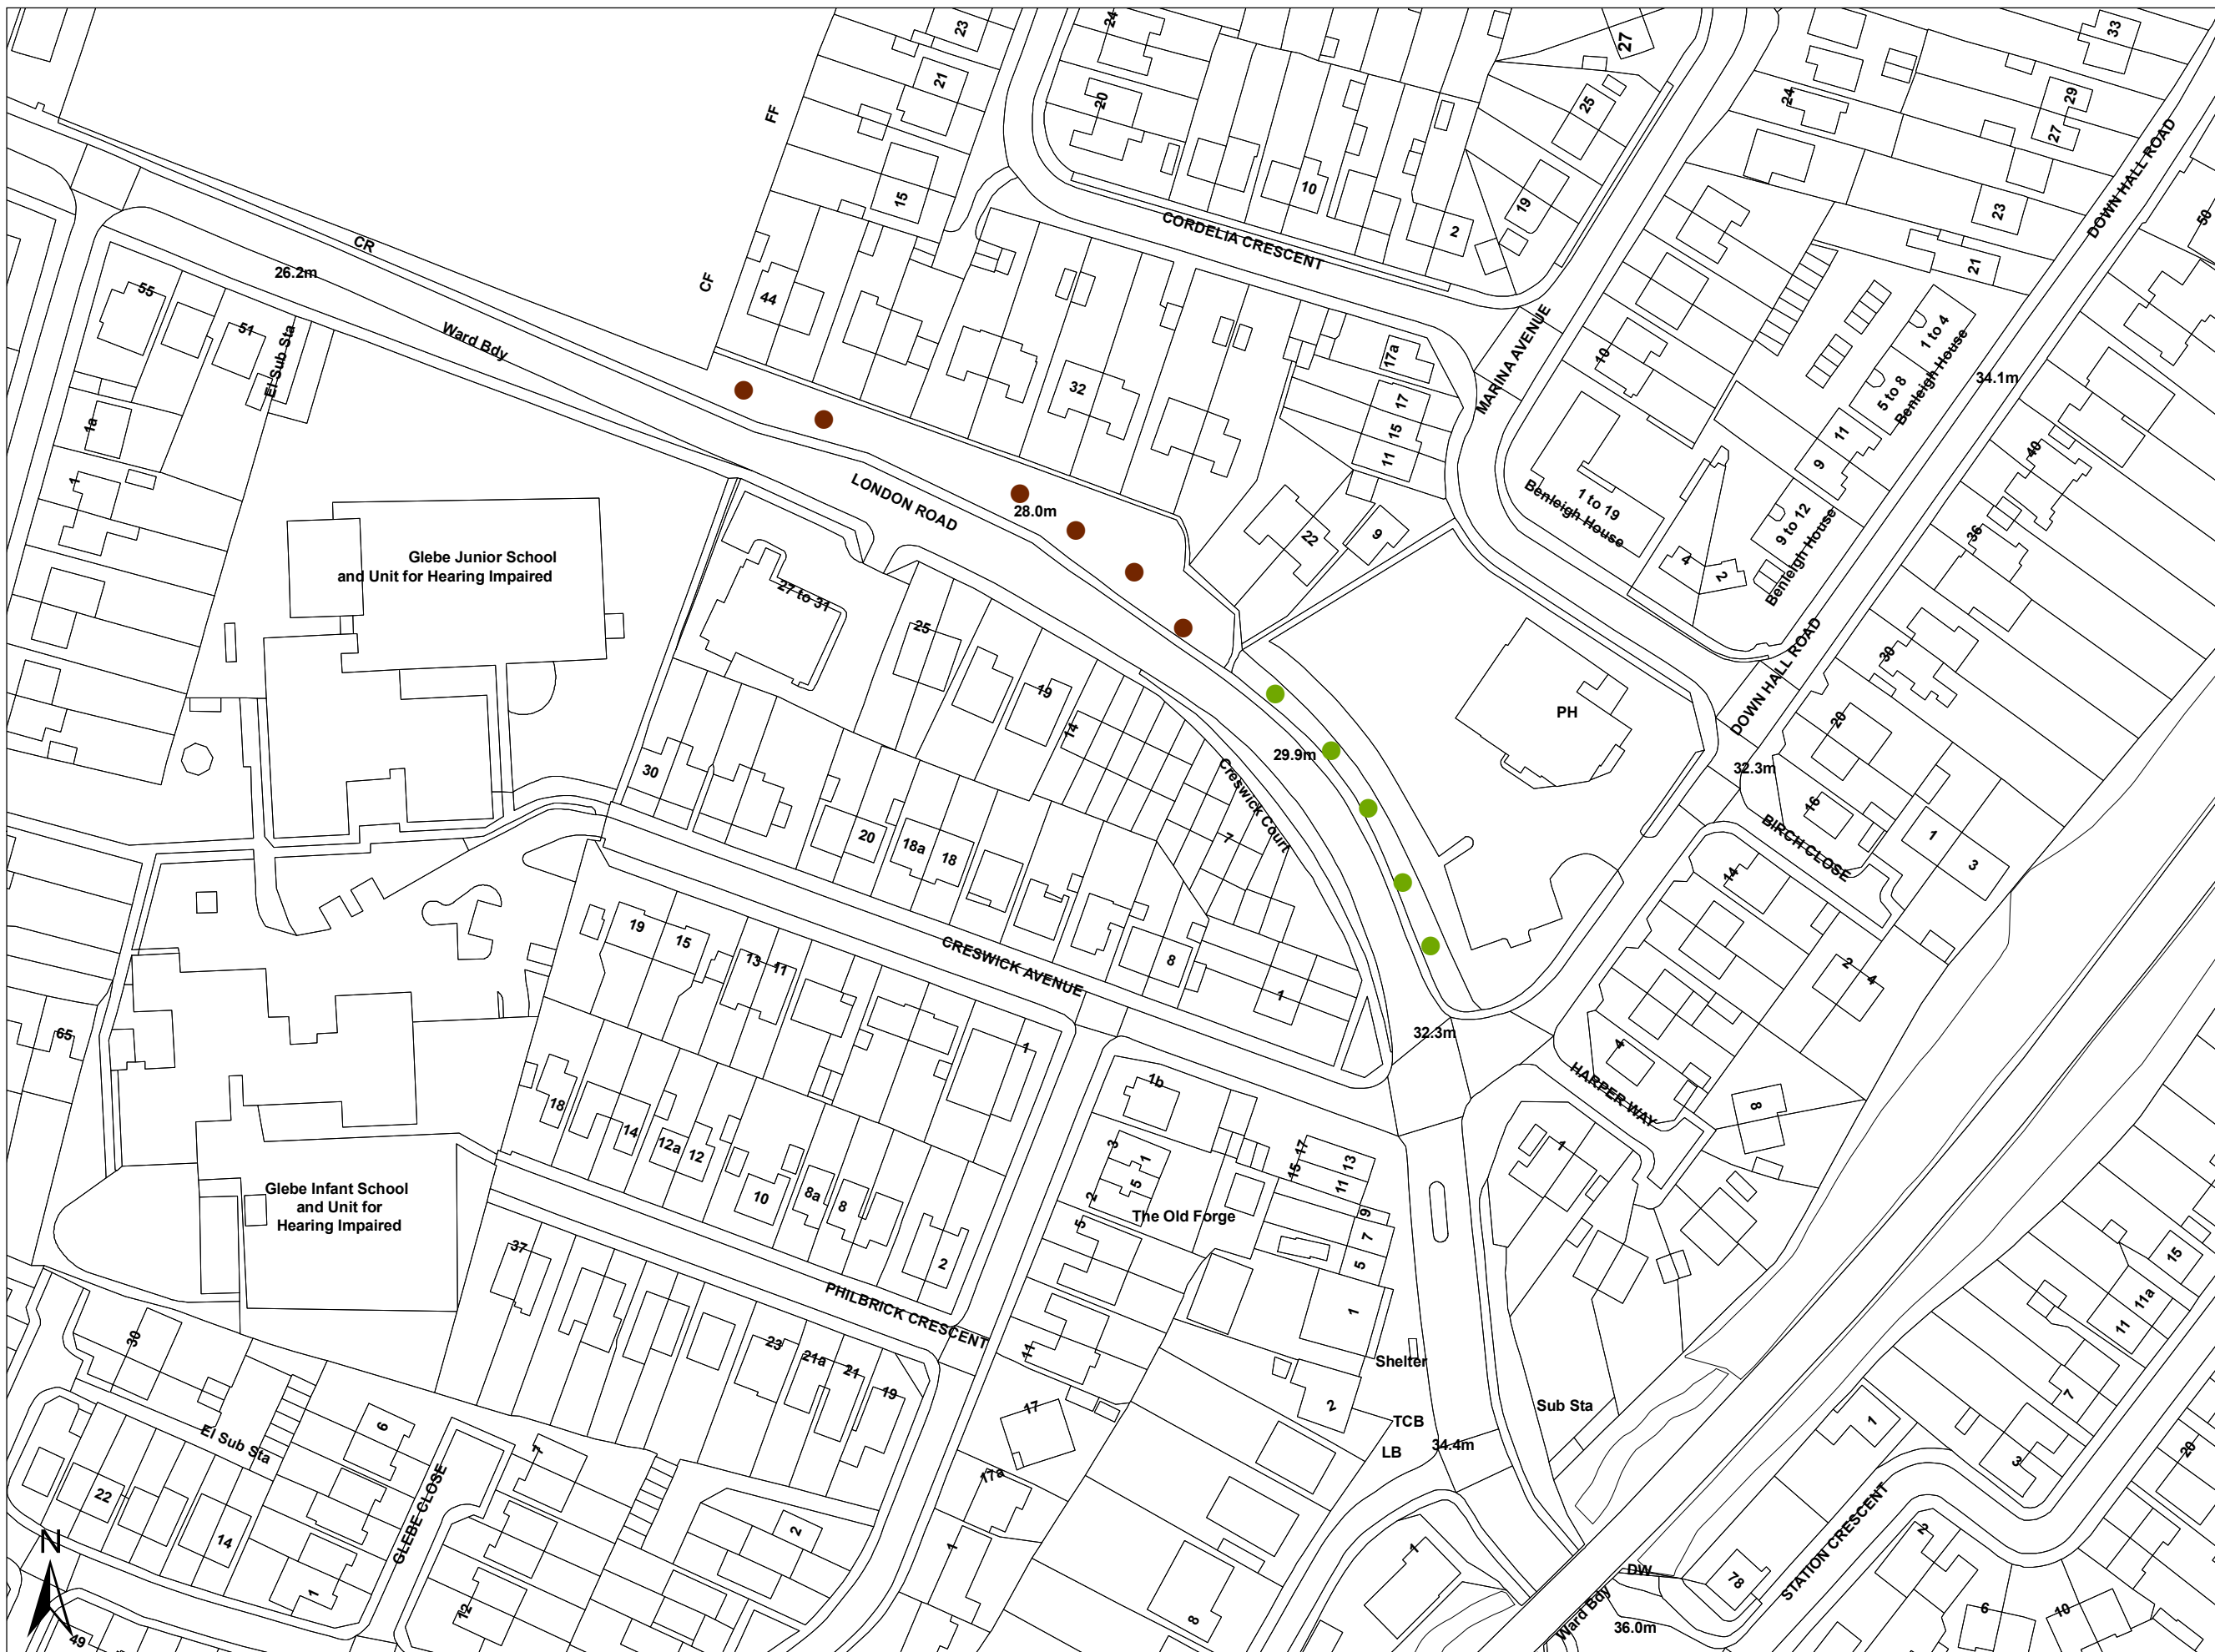 23
24
27
33
21
20
25
24
29
27
FF
15
10
19
DOWN HALL ROAD
23
50
2
CR
26.2m
CORDELIA CRESCENT
21
CF
44
55
51
El Sub Sta
Ward Bdy
MARINA AVENUE
1 to 4
5 to 8
Benleigh House
34.1m
17a
10
32
17
15
11
11
9
40
1a
1
LONDON ROAD
28.0m
1 to 19
Benleigh House
9 to 12
Benleigh House
22
9
36
4
2
Glebe Junior School
and Unit for Hearing Impaired
27 to 31
25
30
DOWN HALL ROAD
19
14
PH
20
29.9m
32.3m
30
Creswick Court
16
BIRCH CLOSE
1
3
20
18a
18
7
14
19
15
13
11
CRESWICK AVENUE
8
1
2
4
65
1
32.3m
4
HARPER WAY
8
1b
18
14
12a
12
3
1
5
2
17
15
13
11
1
Glebe Infant School
and Unit for
Hearing Impaired
10
8a
8
The Old Forge
9
7
5
5
37
2
15
11a
11
PHILBRICK CRESCENT
1
30
23
21a
21
19
11
Shelter
7
6
17
2
TCB
Sub Sta
1
El Sub Sta
7
LB
34.4m
3
20
22
GLEBE CLOSE
17a
STATION CRESCENT
14
2
2
N
1
1
1
DW
78
12
8
Ward Bdy
36.0m
6
10
49